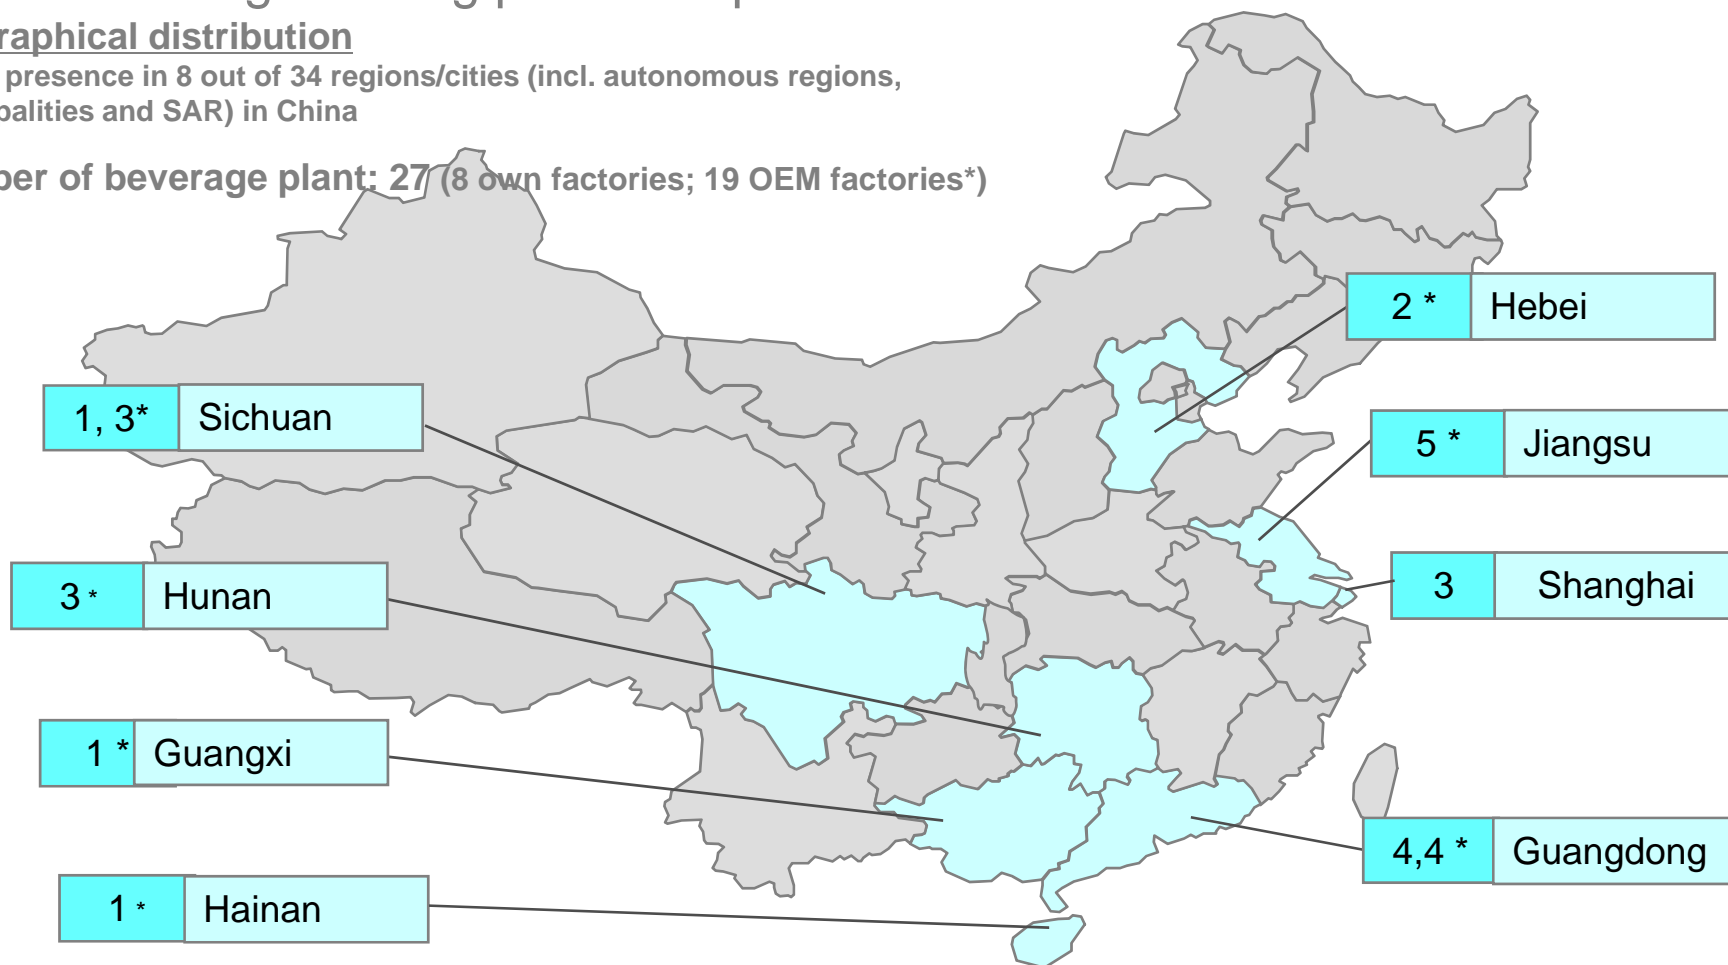 raphical distribution
presence in 8 out of 34 regions/cities (incl. autonomous regions,
palities and SAR) in China
ber of beverage plant: 27 (8 own factories; 19 OEM factories*)
2 * Hebei
1, 3* Sichuan
5 * Jiangsu
3 * Hunan
3 Shanghai
1 * Guangxi
4,4 * Guangdong
1 * Hainan